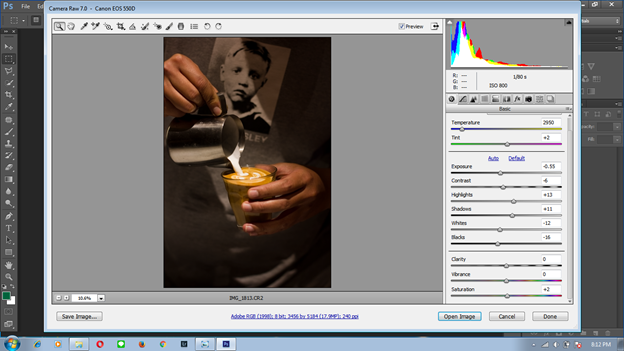 Ps
Camera Raw 7.0 - Canon EOS 550D
Preview
R: ---
G: ---
B: ---
1/80 s
ISO 800
Basic
Temperature 2950
Tint +2
Auto Default
Exposure -0.55
Contrast -6
Highlights +13
Shadows +11
Whites -12
Blacks -16
Clarity 0
Vibrance 0
Saturation +2
10.6%
IMG_1813.CR2
Save Image...
Adobe RGB (1998); 8 bit; 3456 by 5184 (17.9MP); 240 ppi
Open Image Cancel Done
8:12 PM